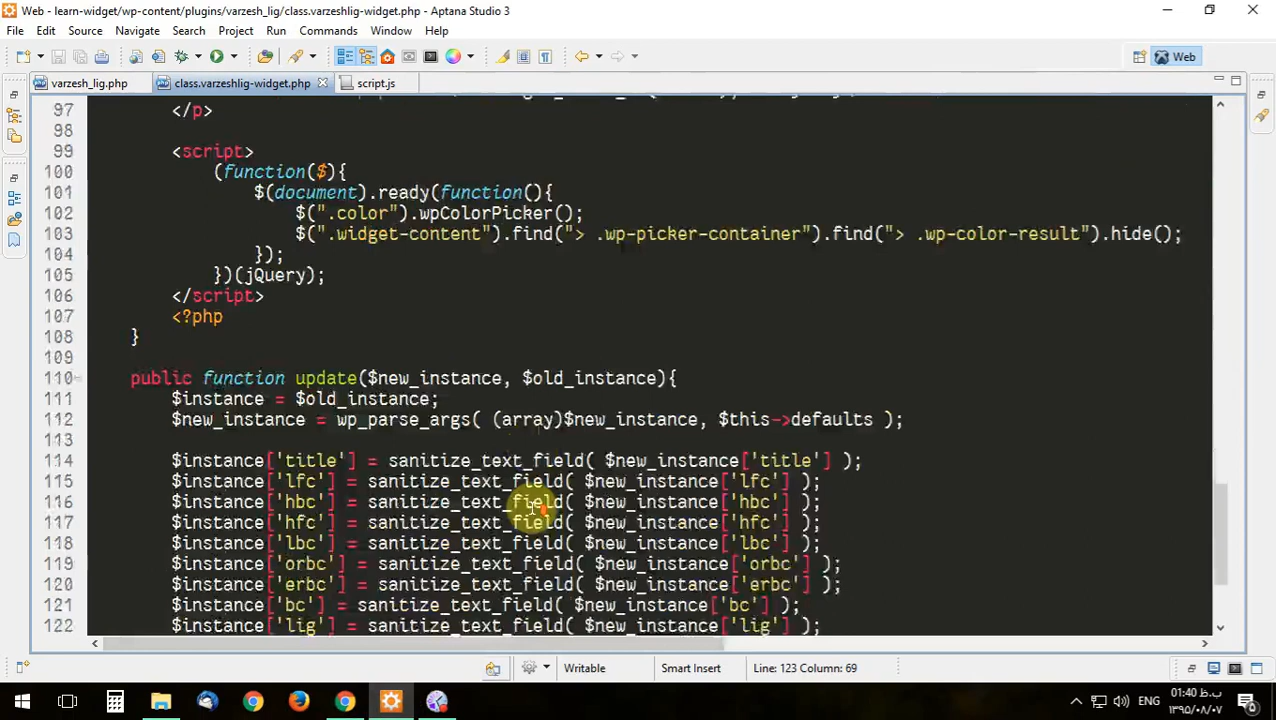 Web - learn-widget/wp-content/plugins/varzesh_lig/class.varzeshlig-widget.php - Aptana Studio 3
File Edit Source Navigate Search Project Run Commands Window Help
Web
varzesh_lig.php class.varzeshlig-widget.php script.js
97 </p>
98
99 <script>
100 (function($){
101 $(document).ready(function(){
102 $(".color").wpColorPicker();
103 $(".widget-content").find("> .wp-picker-container").find("> .wp-color-result").hide();
104 });
105 })(jQuery);
106 </script>
107 <?php
108 }
109
110 public function update($new_instance, $old_instance){
111 $instance = $old_instance;
112 $new_instance = wp_parse_args( (array)$new_instance, $this->defaults );
113
114 $instance['title'] = sanitize_text_field( $new_instance['title'] );
115 $instance['lfc'] = sanitize_text_field( $new_instance['lfc'] );
116 $instance['hbc'] = sanitize_text_field( $new_instance['hbc'] );
117 $instance['hfc'] = sanitize_text_field( $new_instance['hfc'] );
118 $instance['lbc'] = sanitize_text_field( $new_instance['lbc'] );
119 $instance['orbc'] = sanitize_text_field( $new_instance['orbc'] );
120 $instance['erbc'] = sanitize_text_field( $new_instance['erbc'] );
121 $instance['bc'] = sanitize_text_field( $new_instance['bc'] );
122 $instance['lig'] = sanitize_text_field( $new_instance['lig'] );
Writable Smart Insert Line: 123 Column: 69
ENG
01:40 ب.ظ
۱۳۹۵/۰۸/۰۷